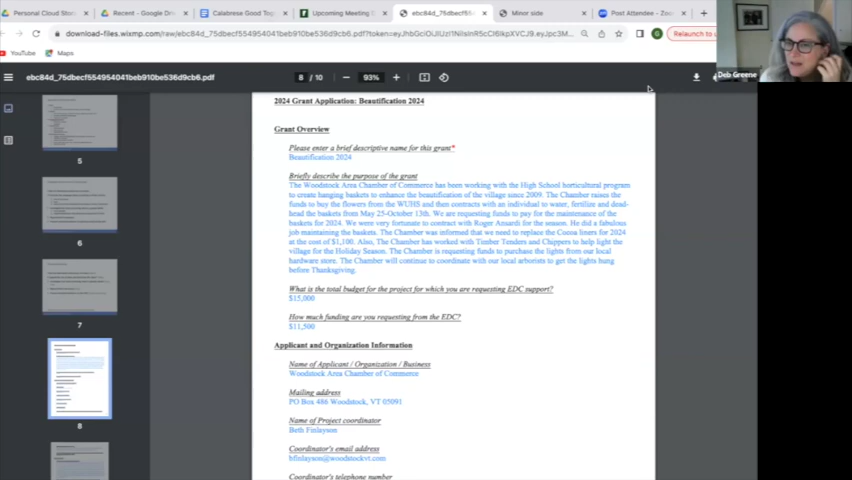 Personal Cloud Stora
Recent - Google Driv
Calabrese Good Tog
Upcoming Meeting S
ebc84d_75dbecf5549
Minor side
Post Attendee - Zoo
download-files.wixmp.com/raw/ebc84d_75dbecf554954041beb910be536d9cb6.pdf?token=
Relaunch to u
YouTube
Maps
ebc84d_75dbecf554954041beb910be536d9cb6.pdf
8 / 10
93%
Deb Greene
5
6
7
8
2024 Grant Application: Beautification 2024
Grant Overview
Please enter a brief descriptive name for this grant*
Beautification 2024
Briefly describe the purpose of the grant
The Woodstock Area Chamber of Commerce has been working with the High School horticultural program
to create hanging baskets to enhance the beautification of the village since 2009. The Chamber raises the
funds to buy the flowers from the WUHS and then contracts with an individual to water, fertilize and dead-
head the baskets from May 25-October 13th. We are requesting funds to pay for the maintenance of the
baskets for 2024. We were very fortunate to contract with Roger for the season. He did a fabulous
job maintaining the baskets. The Chamber was informed that we need to replace the Cocoa liners for 2024
at the cost of $1,100. Also, The Chamber has worked with Timber Tenders and Chippers to help light the
village for the Holiday Season. The Chamber is requesting funds to purchase the lights from our local
hardware store. The Chamber will continue to coordinate with our local arborists to get the lights hung
before Thanksgiving.
What is the total budget for the project for which you are requesting EDC support?
$15,000
How much funding are you requesting from the EDC?
$11,500
Applicant and Organization Information
Name of Applicant / Organization / Business
Woodstock Area Chamber of Commerce
Mailing address
PO Box 486 Woodstock, VT 05091
Name of Project coordinator
Beth Finlayson
Coordinator's email address
bfinlayson@woodstockvt.com
Coordinator's telephone number